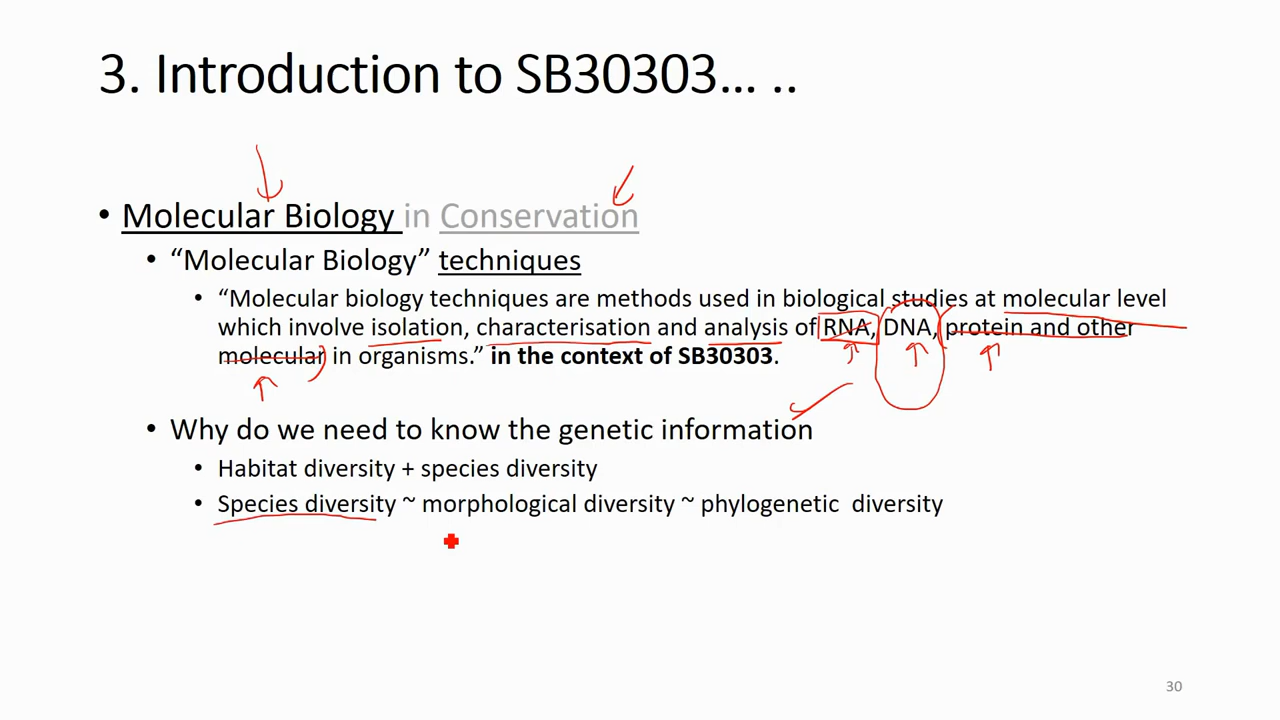 3. Introduction to SB30303... ..
• Molecular Biology in Conservation
• “Molecular Biology” techniques
• “Molecular biology techniques are methods used in biological studies at molecular level
which involve isolation, characterisation and analysis of RNA, DNA, protein and other
molecular) in organisms.” in the context of SB30303.
• Why do we need to know the genetic information
• Habitat diversity + species diversity
• Species diversity ~ morphological diversity ~ phylogenetic diversity
30